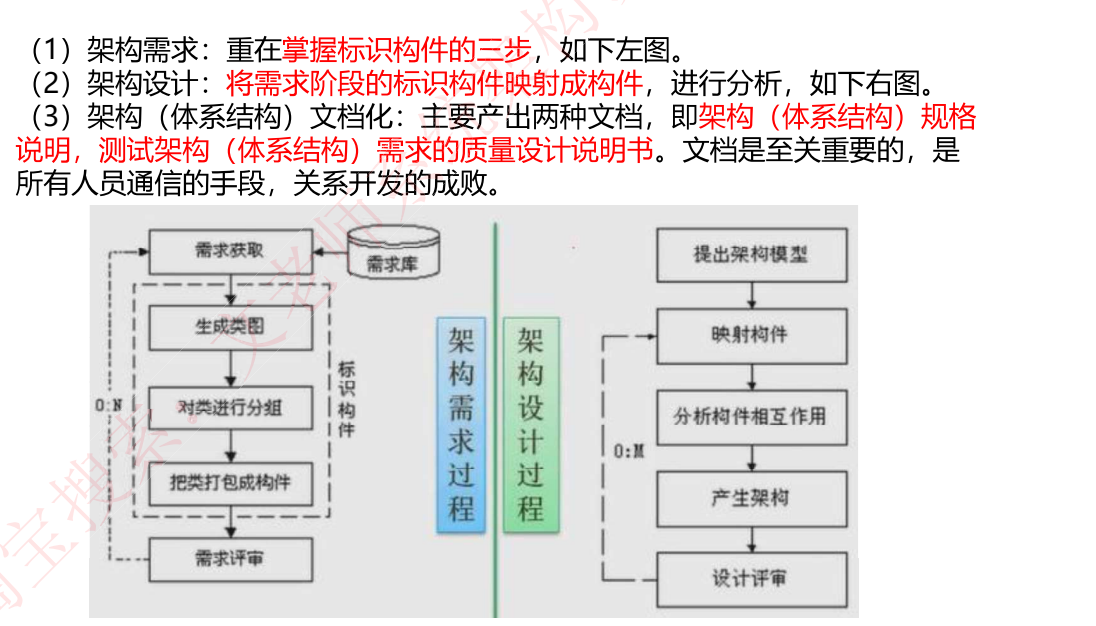 （1）架构需求：重在掌握标识构件的三步，如下左图。
（2）架构设计：将需求阶段的标识构件映射成构件，进行分析，如下右图。
（3）架构（体系结构）文档化：主要产出两种文档，即架构（体系结构）规格
说明，测试架构（体系结构）需求的质量设计说明书。文档是至关重要的，是
所有人员通信的手段，关系开发的成败。
需求获取
需求库
生成类图
对类进行分组
把类打包成构件
需求评审
标识构件
0:N
架构需求过程
架构设计过程
提出架构模型
映射构件
分析构件相互作用
产生架构
设计评审
0:M